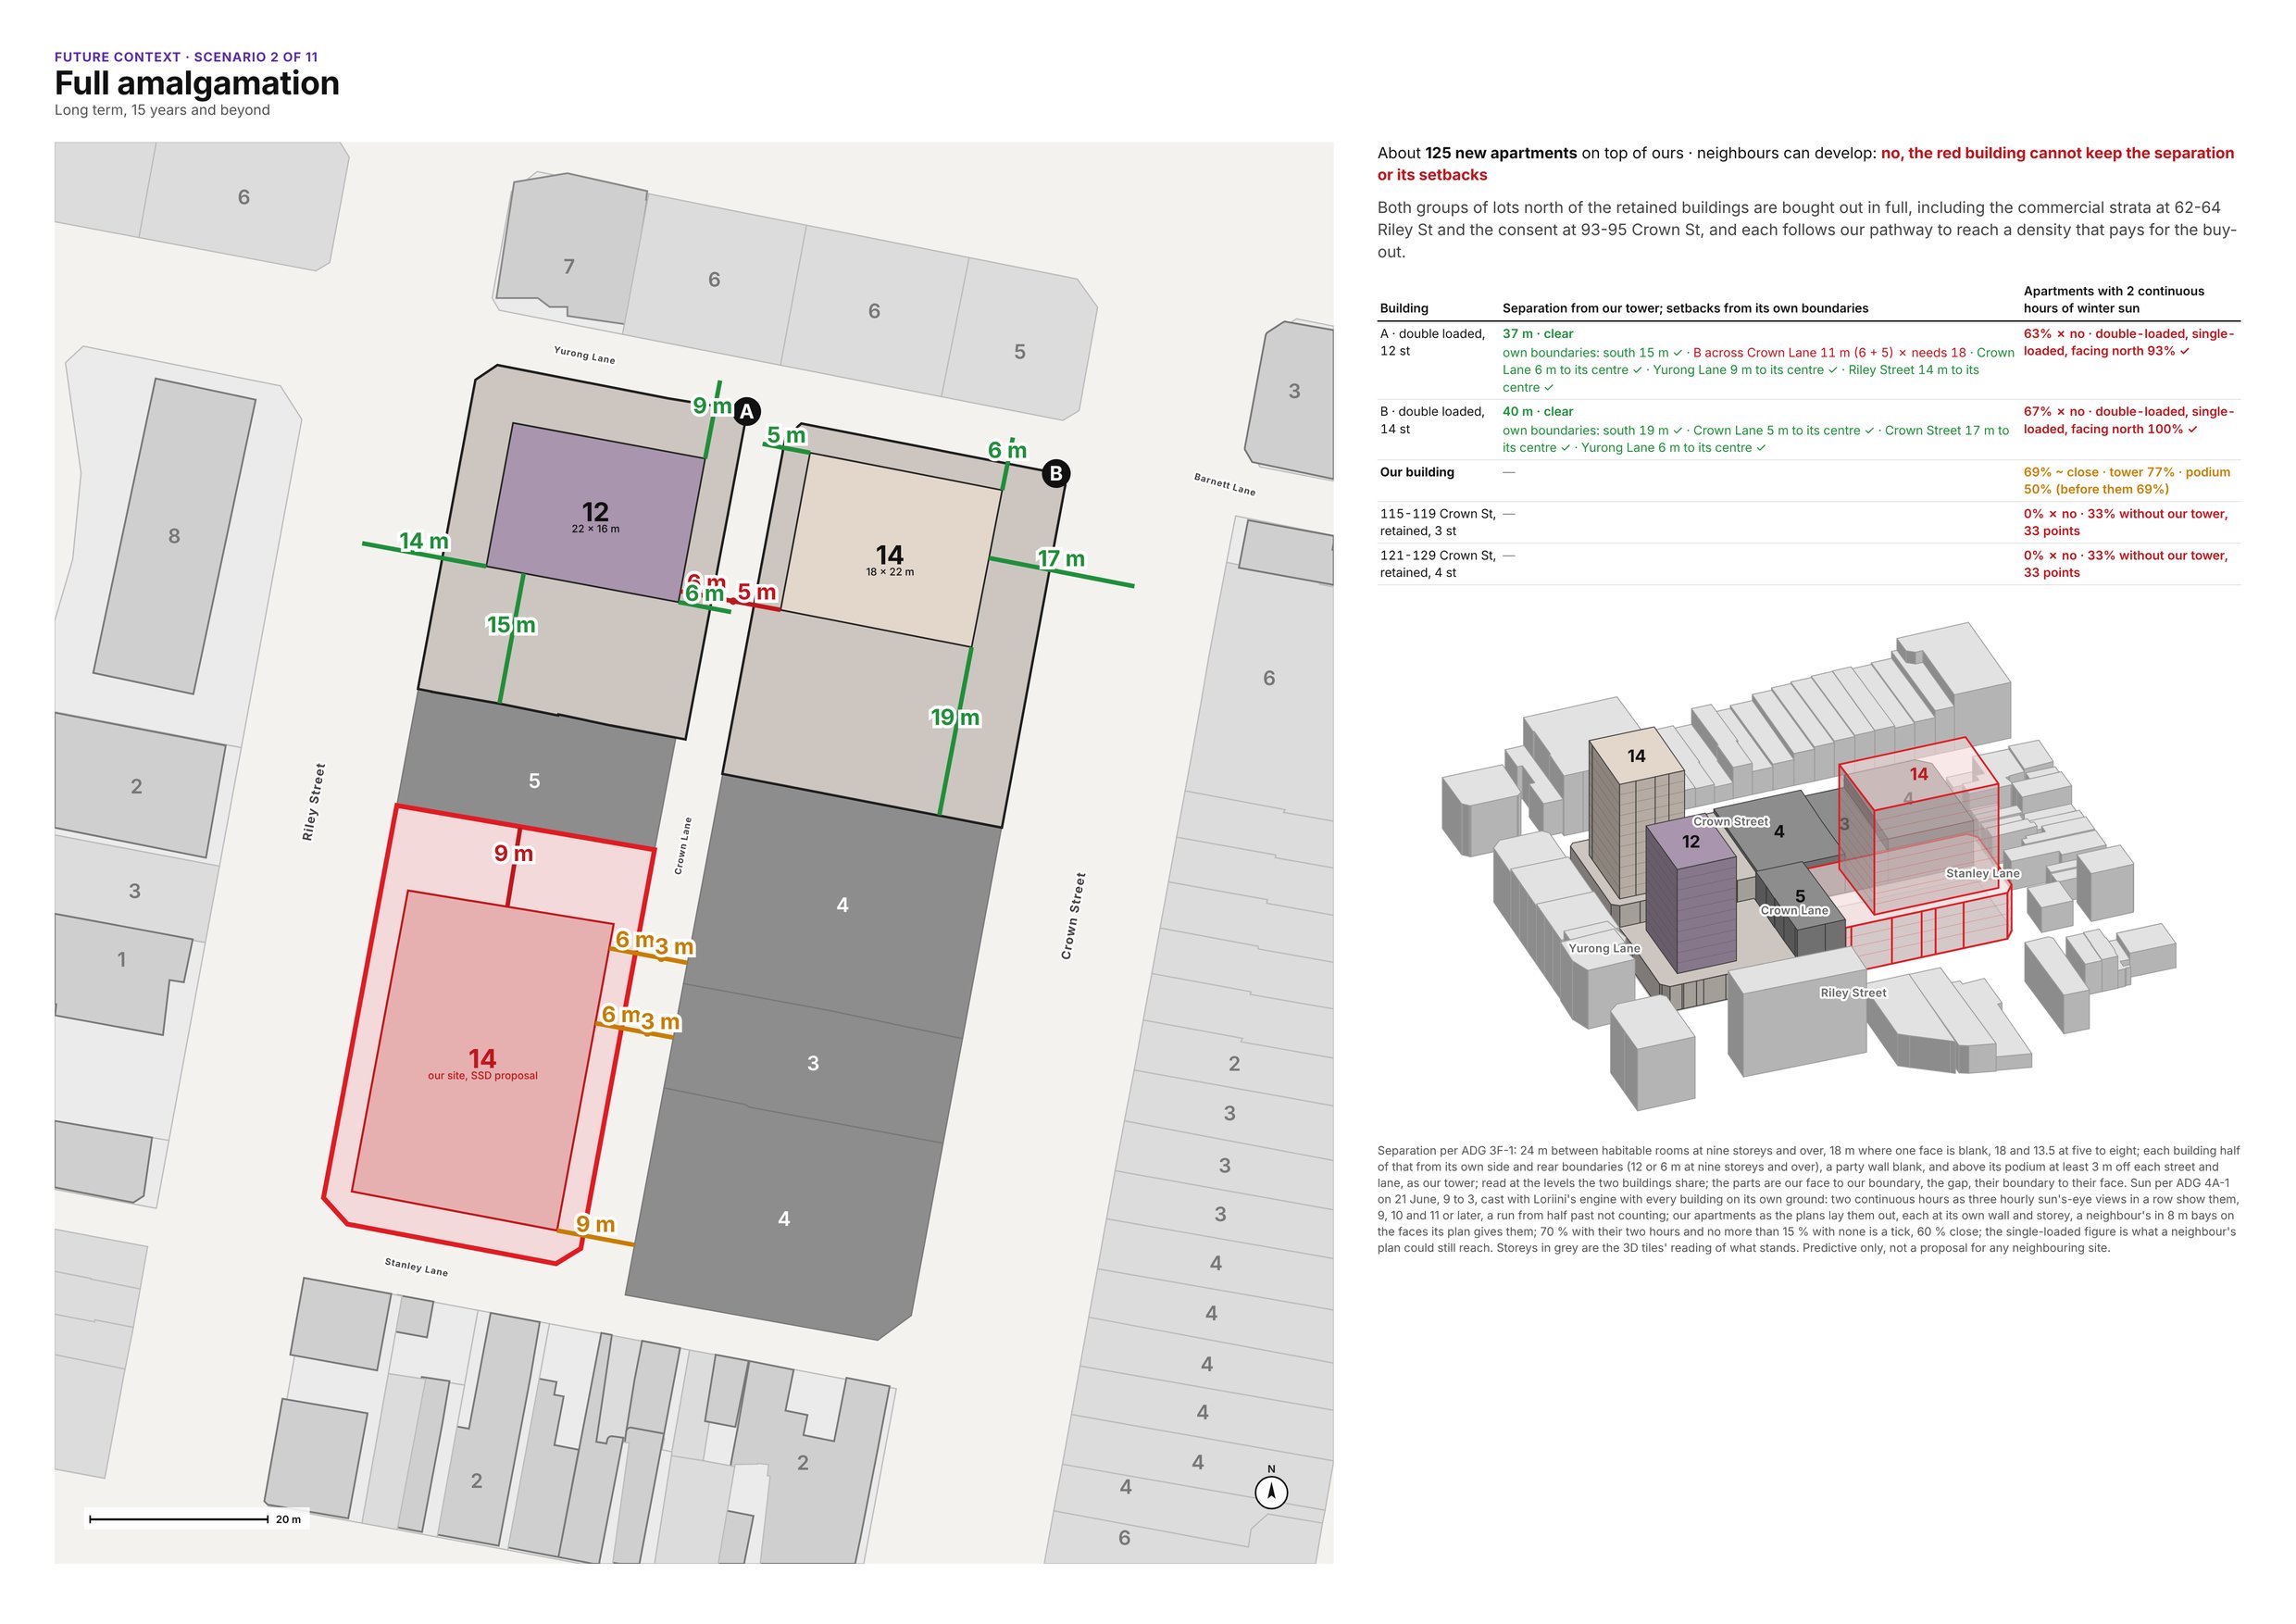 FUTURE CONTEXT · SCENARIO 2 OF 11
Full amalgamation
Long term, 15 years and beyond
6
7
6
6
5
3
8
2
3
1
Yurong Lane
Barnett Lane
9 m
A
5 m
6 m
B
12
22 × 16 m
14
18 × 22 m
14 m
17 m
6 m
6 m
5 m
15 m
19 m
6
5
Riley Street
Crown Lane
Crown Street
9 m
4
6 m
3 m
6 m
3 m
3
14
our site, SSD proposal
4
9 m
Stanley Lane
2
3
3
3
4
4
4
4
4
4
6
2
2
N
20 m
About 125 new apartments on top of ours · neighbours can develop: no, the red building cannot keep the separation
or its setbacks
Both groups of lots north of the retained buildings are bought out in full, including the commercial strata at 62-64
Riley St and the consent at 93-95 Crown St, and each follows our pathway to reach a density that pays for the buy-
out.
Building
Separation from our tower; setbacks from its own boundaries
Apartments with 2 continuous
hours of winter sun
A · double loaded,
12 st
37 m · clear
own boundaries: south 15 m ✓ · B across Crown Lane 11 m (6 + 5) × needs 18 · Crown
Lane 6 m to its centre ✓ · Yurong Lane 9 m to its centre ✓ · Riley Street 14 m to its
centre ✓
63% × no · double-loaded, single-
loaded, facing north 93% ✓
B · double loaded,
14 st
40 m · clear
own boundaries: south 19 m ✓ · Crown Lane 5 m to its centre ✓ · Crown Street 17 m to
its centre ✓ · Yurong Lane 6 m to its centre ✓
67% × no · double-loaded, single-
loaded, facing north 100% ✓
Our building
—
69% ~ close · tower 77% · podium
50% (before them 69%)
115-119 Crown St,
retained, 3 st
—
0% × no · 33% without our tower,
33 points
121-129 Crown St,
retained, 4 st
—
0% × no · 33% without our tower,
33 points
14
14
4
Crown Street
4
3
12
Stanley Lane
5
Crown Lane
Yurong Lane
Riley Street
Separation per ADG 3F-1: 24 m between habitable rooms at nine storeys and over, 18 m where one face is blank, 18 and 13.5 at five to eight; each building half
of that from its own side and rear boundaries (12 or 6 m at nine storeys and over), a party wall blank, and above its podium at least 3 m off each street and
lane, as our tower; read at the levels the two buildings share; the parts are our face to our boundary, the gap, their boundary to their face. Sun per ADG 4A-1
on 21 June, 9 to 3, cast with Loriini's engine with every building on its own ground: two continuous hours as three hourly sun's-eye views in a row show them,
9, 10 and 11 or later, a run from half past not counting; our apartments as the plans lay them out, each at its own wall and storey, a neighbour's in 8 m bays on
the faces its plan gives them; 70 % with their two hours and no more than 15 % with none is a tick, 60 % close; the single-loaded figure is what a neighbour's
plan could still reach. Storeys in grey are the 3D tiles' reading of what stands. Predictive only, not a proposal for any neighbouring site.